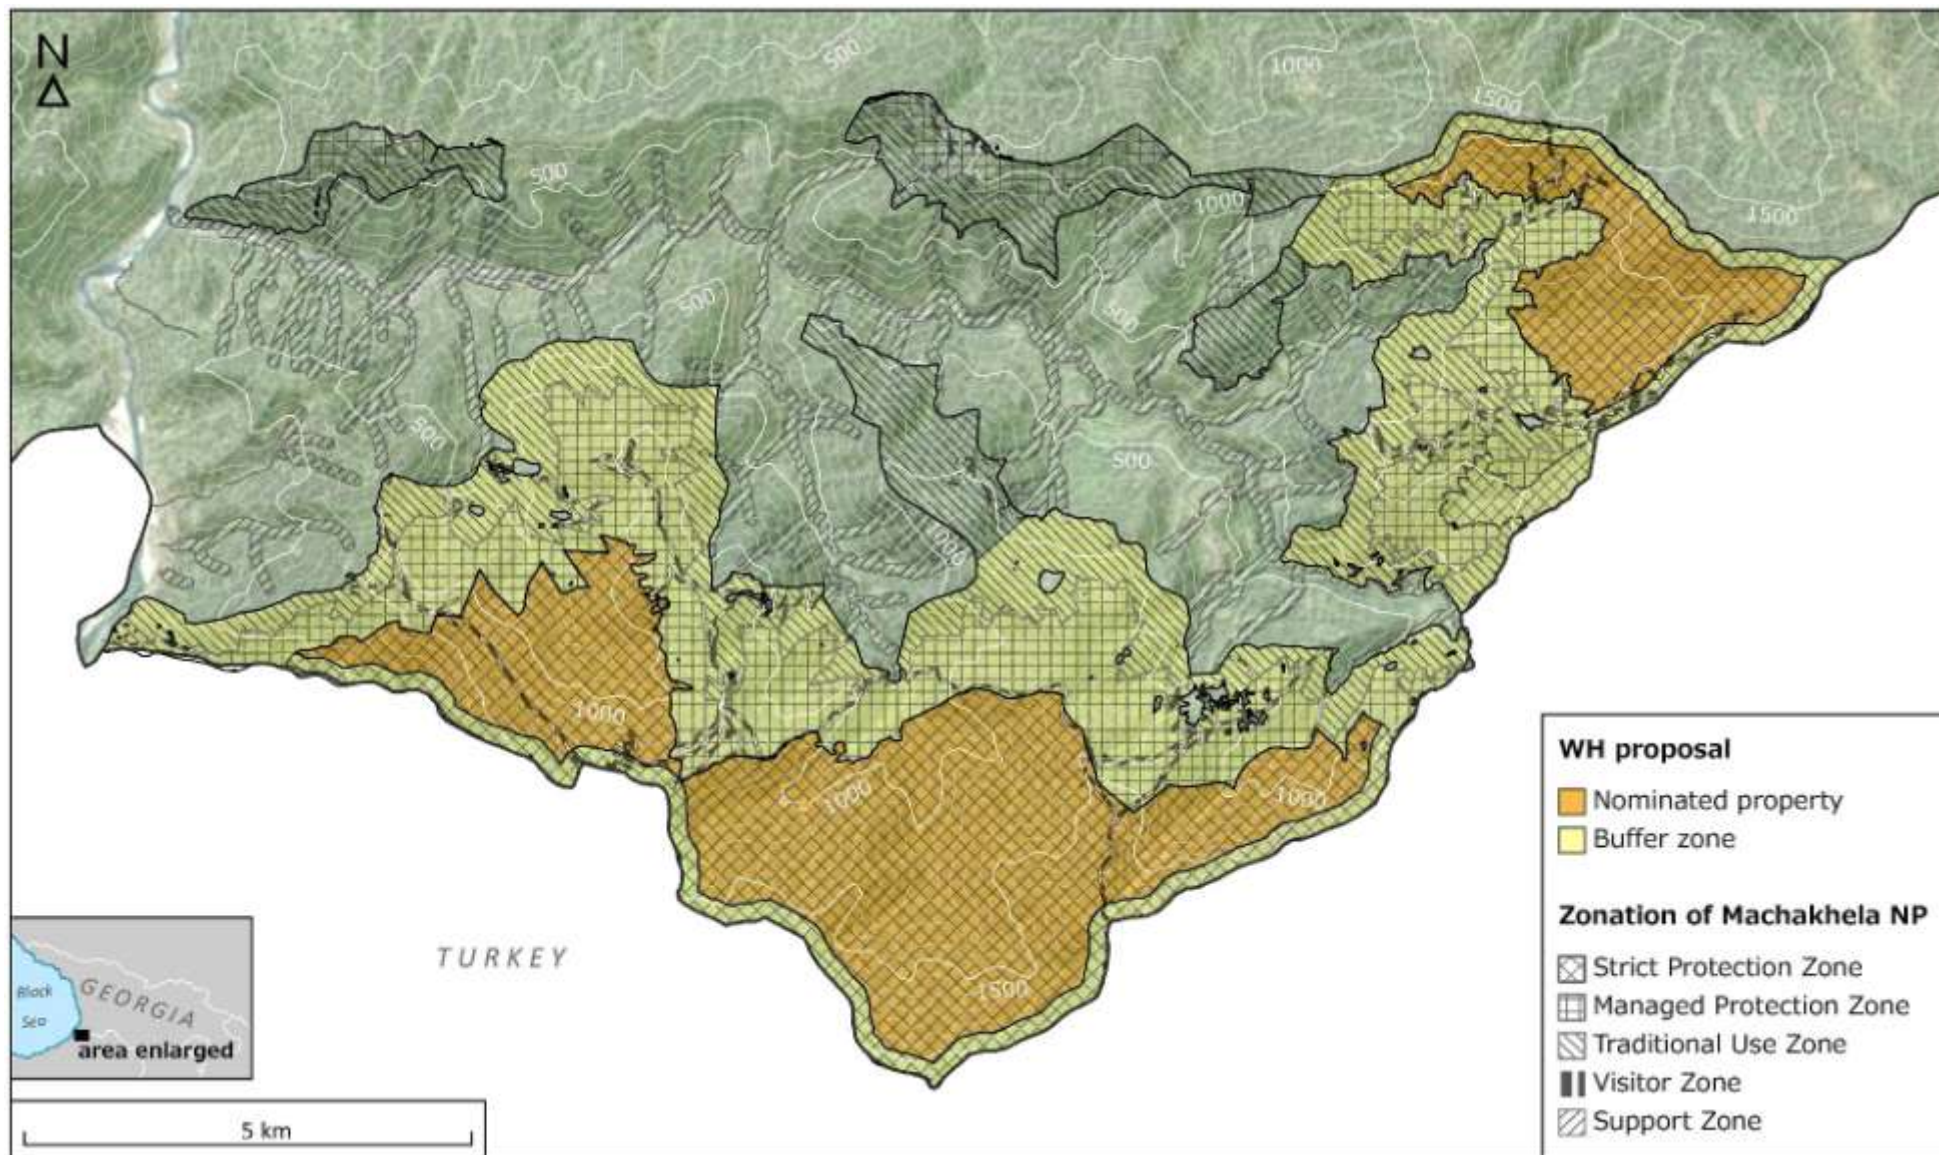 N
500
1000
1500
500
1000
1500
500
500
500
500
1000
1000
1000
1000
1500
TURKEY
Black
Sea
GEORGIA
area enlarged
5 km
WH proposal
Nominated property
Buffer zone
Zonation of Machakhela NP
Strict Protection Zone
Managed Protection Zone
Traditional Use Zone
Visitor Zone
Support Zone